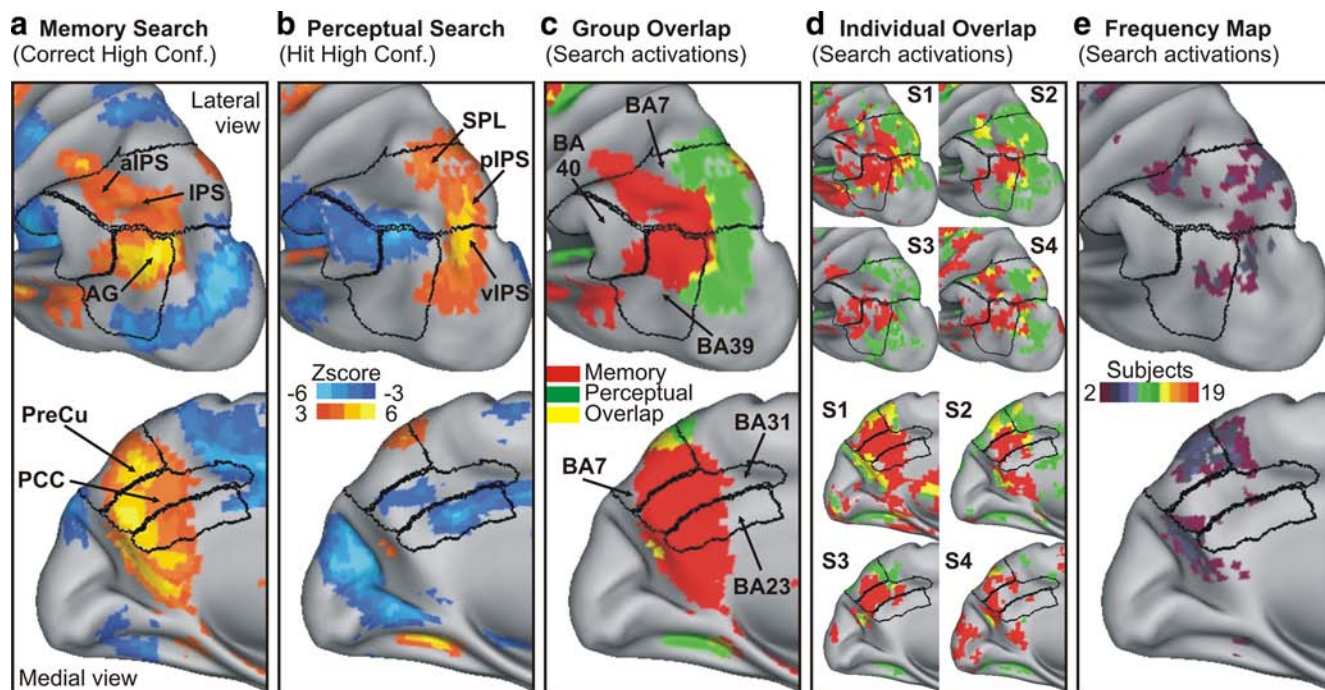 a Memory Search
(Correct High Conf.)
b Perceptual Search
(Hit High Conf.)
c Group Overlap
(Search activations)
d Individual Overlap
(Search activations)
e Frequency Map
(Search activations)
Lateral
view
aIPS
IPS
AG
SPL
pIPS
vIPS
BA7
BA
40
BA39
S1
S2
S3
S4
PreCu
PCC
Medial view
Zscore
-6 -3
3 6
Memory
Perceptual
Overlap
BA31
BA7
BA23
S1
S2
S3
S4
Subjects
2 19